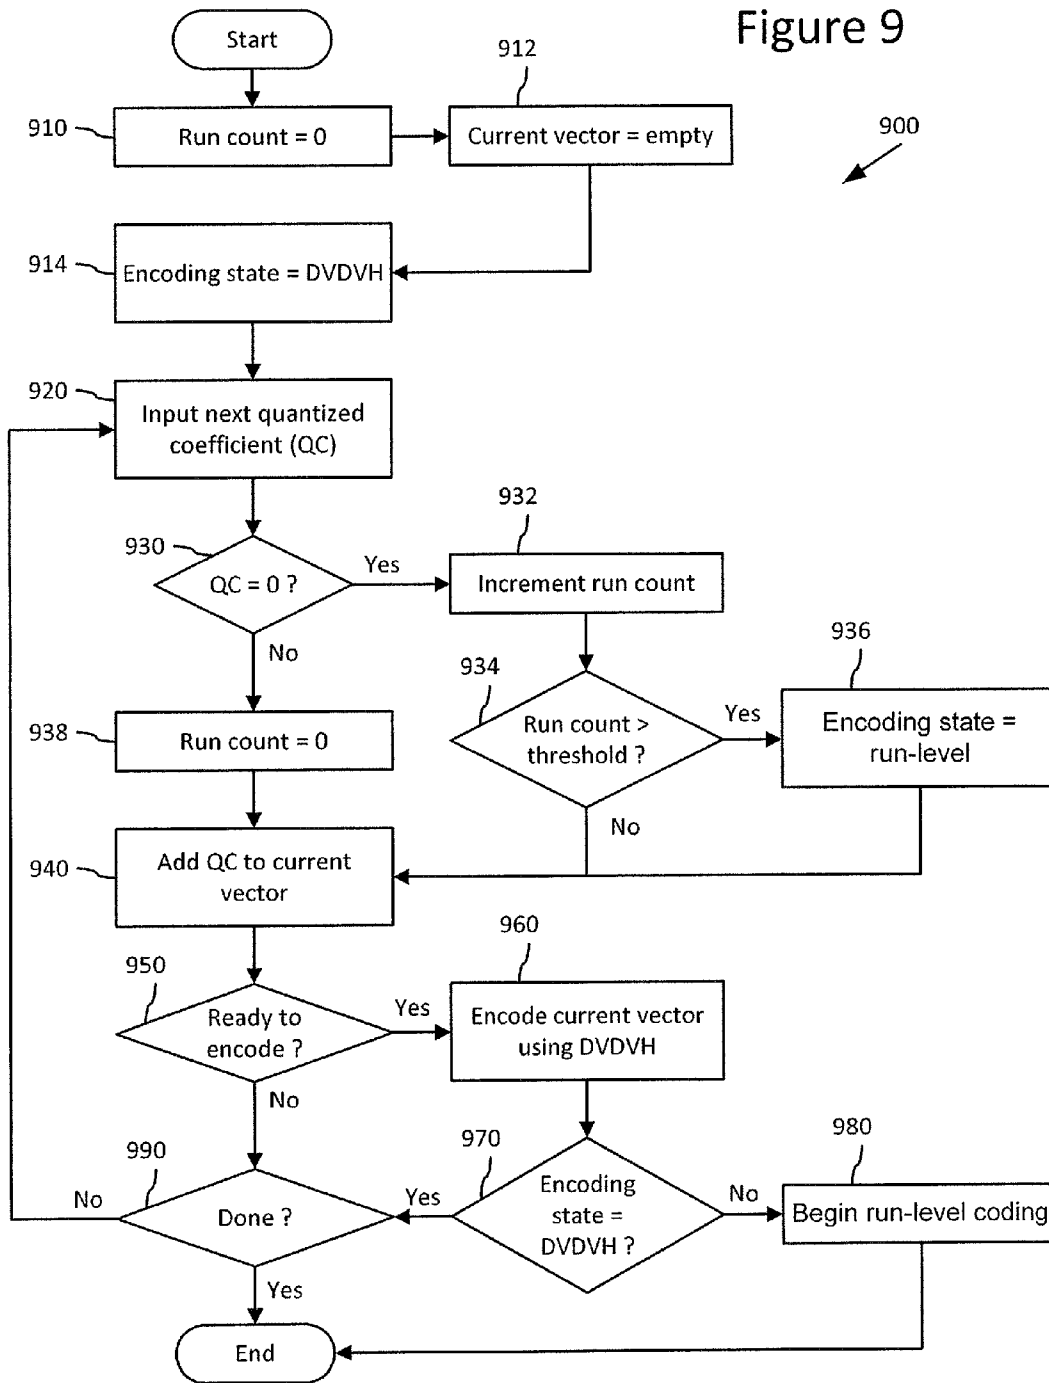 Figure 9
Start
912
910
Run count = 0
Current vector = empty
900
914
Encoding state = DVDVH
920
Input next quantized
coefficient (QC)
932
930
QC = 0 ?
Yes
Increment run count
No
934
936
938
Run count = 0
Run count >
threshold ?
Yes
Encoding state =
run-level
No
940
Add QC to current
vector
960
950
Ready to
encode ?
Yes
Encode current vector
using DVDVH
No
990
970
980
No
Done ?
Yes
Encoding
state =
DVDVH ?
No
Begin run-level coding
Yes
End